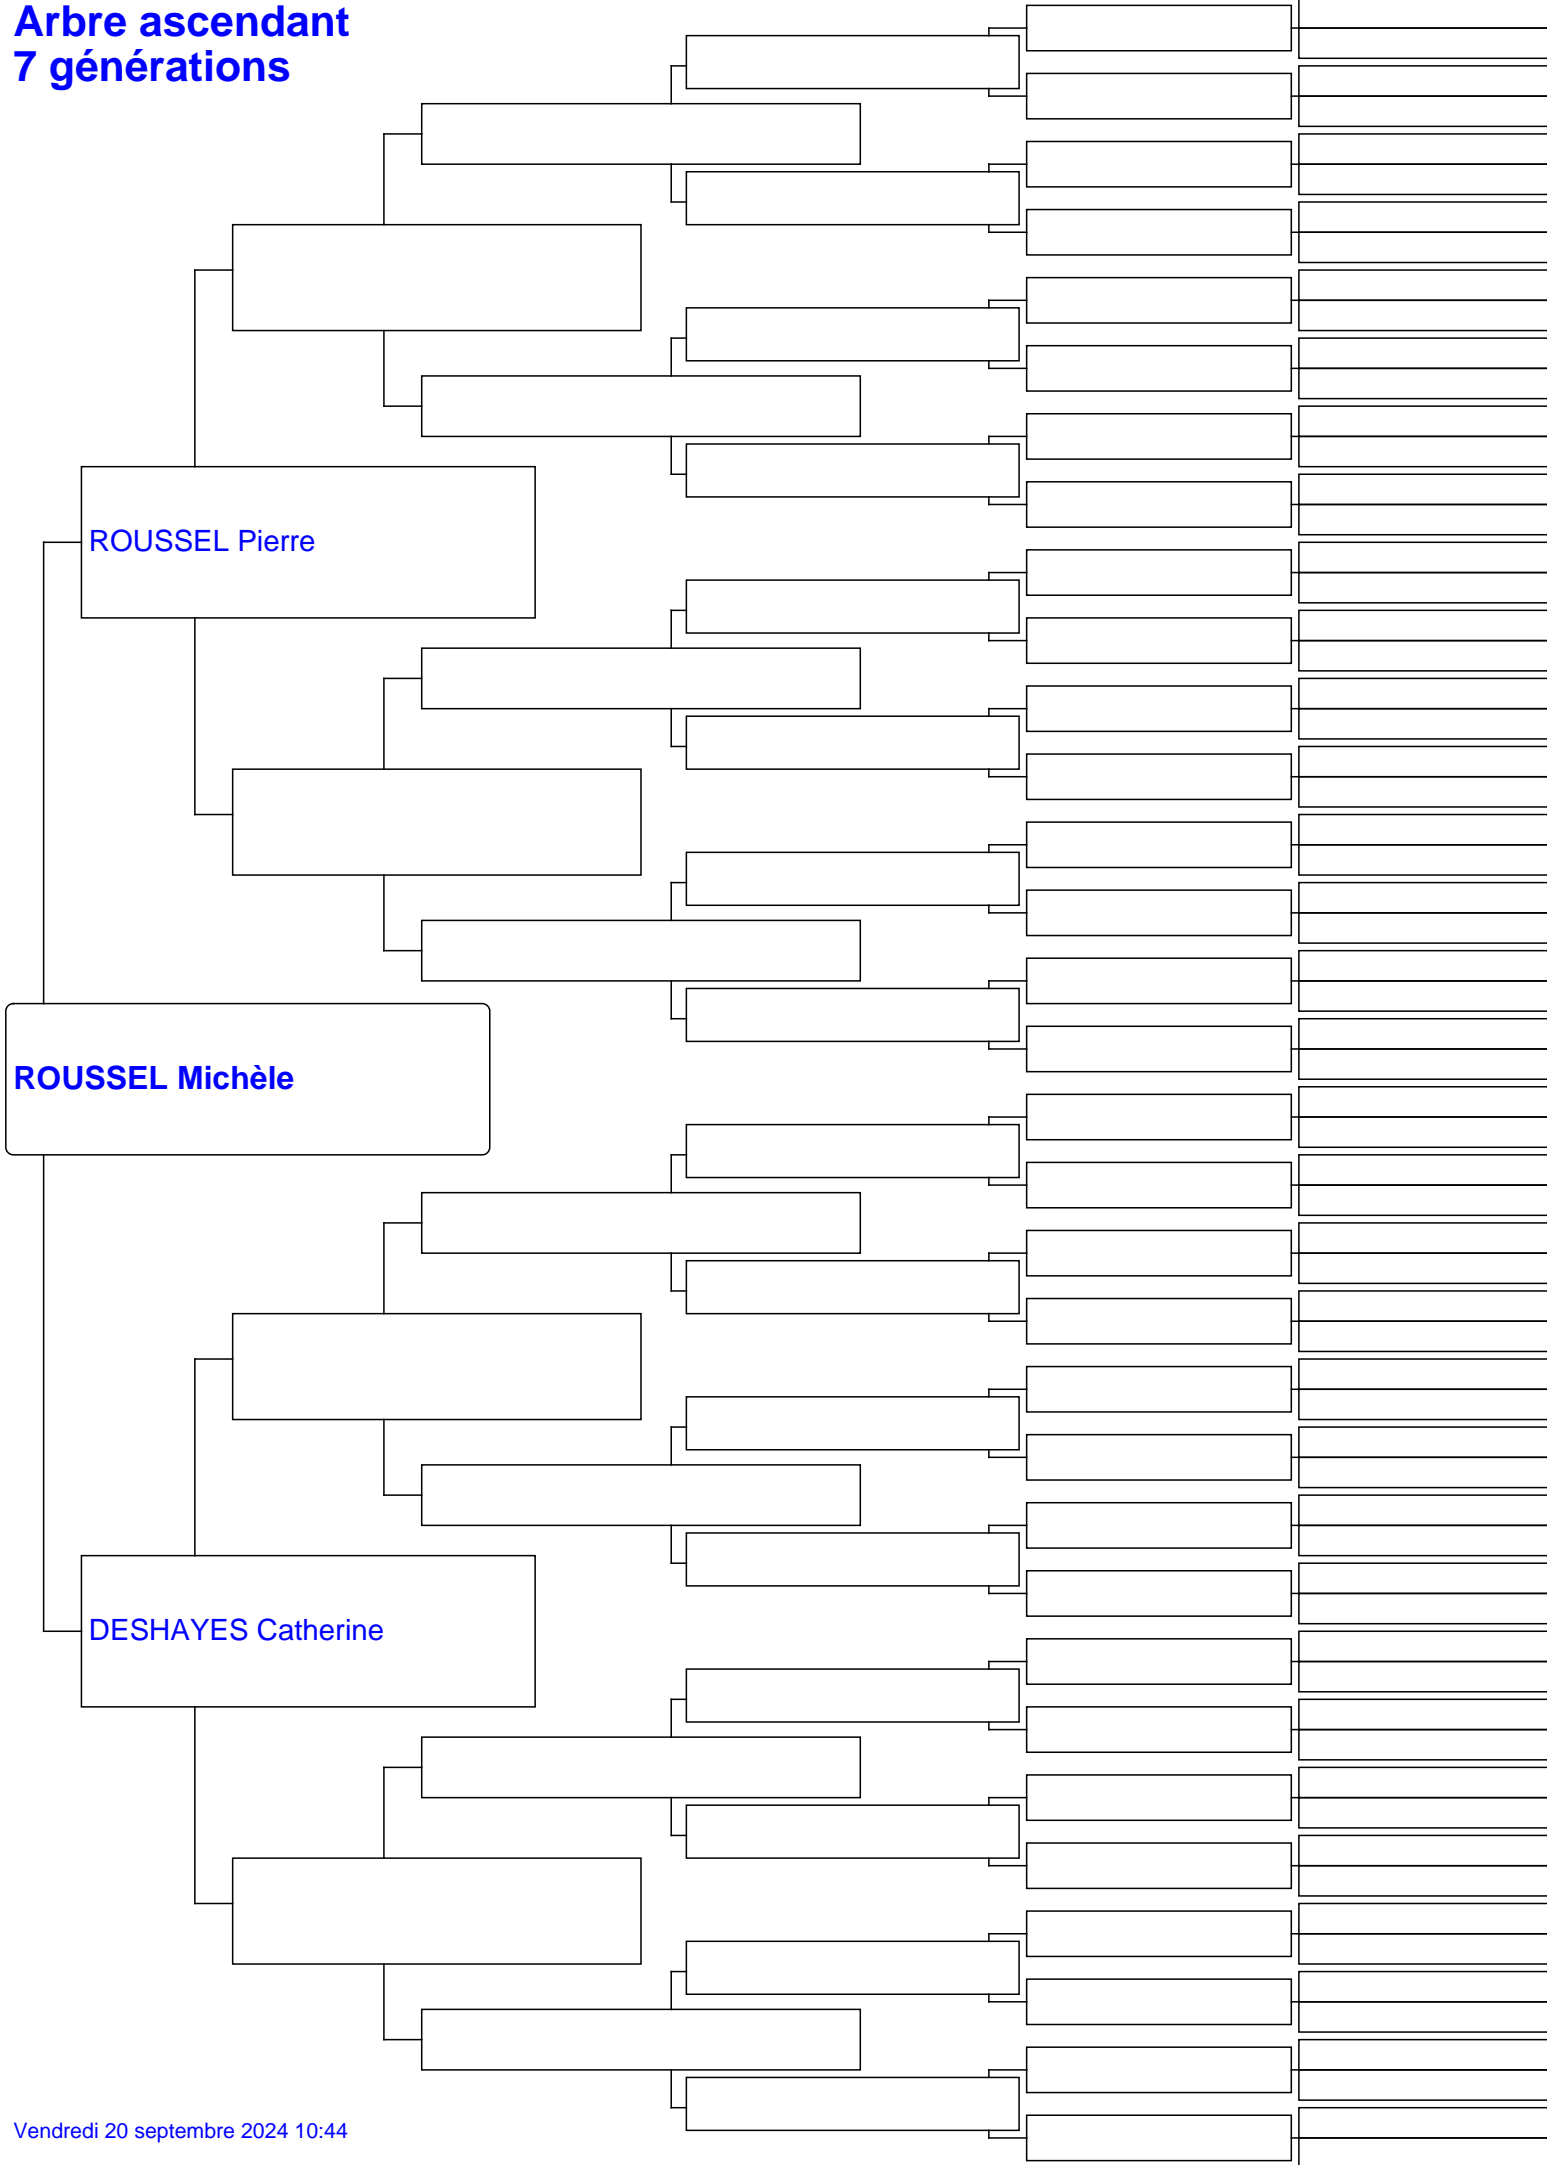 Arbre ascendant
7 générations
ROUSSEL Pierre
ROUSSEL Michèle
DESHAYES Catherine
Vendredi 20 septembre 2024 10:44